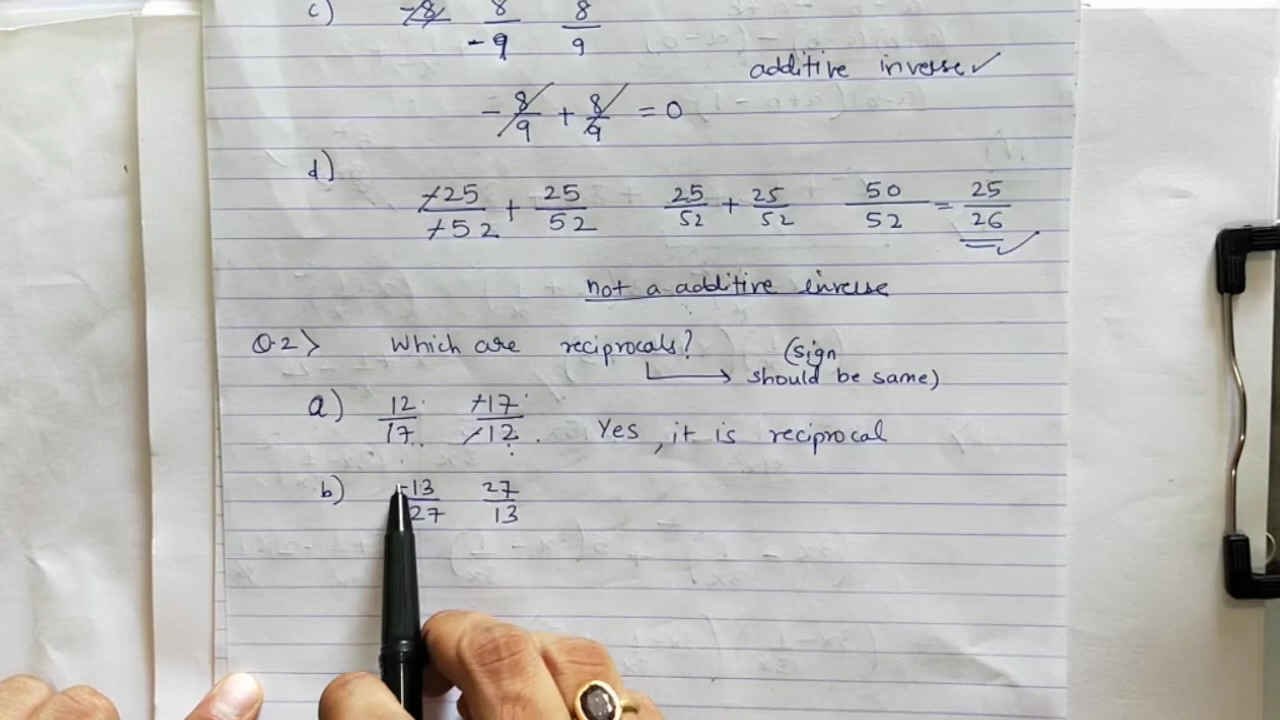 c) -8 8/-9 8/9
additive inverse ✓
-8/9 + 8/9 = 0
d)
-25/-52 + 25/52 25/52 + 25/52 50/52 = 25/26 ✓
not a additive inverse
Q.2> Which are reciprocals? (sign
→ should be same)
a) 12/17 -17/-12 . Yes, it is reciprocal
b) -13/27 27/13